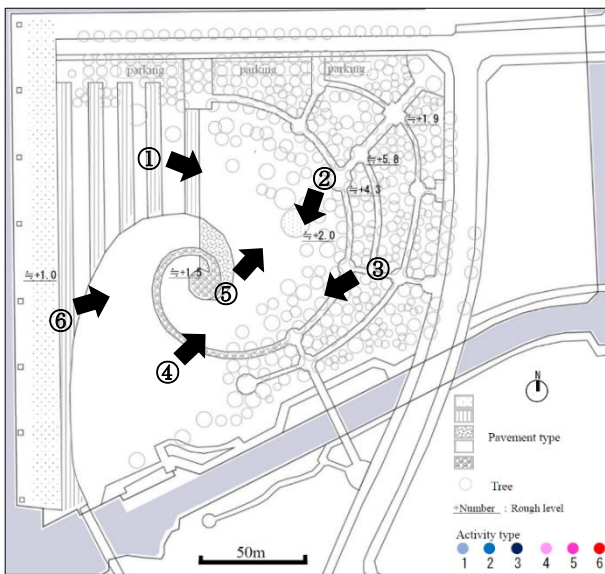 parking parking parking
≒+1.9
①
≒+5.8
②
≒+4.3
≒+2.0
③
≒+1.0
≒+1.5
⑤
⑥
④
N
Pavement type
Tree
+Number : Rough level
50m
Activity type
1 2 3 4 5 6